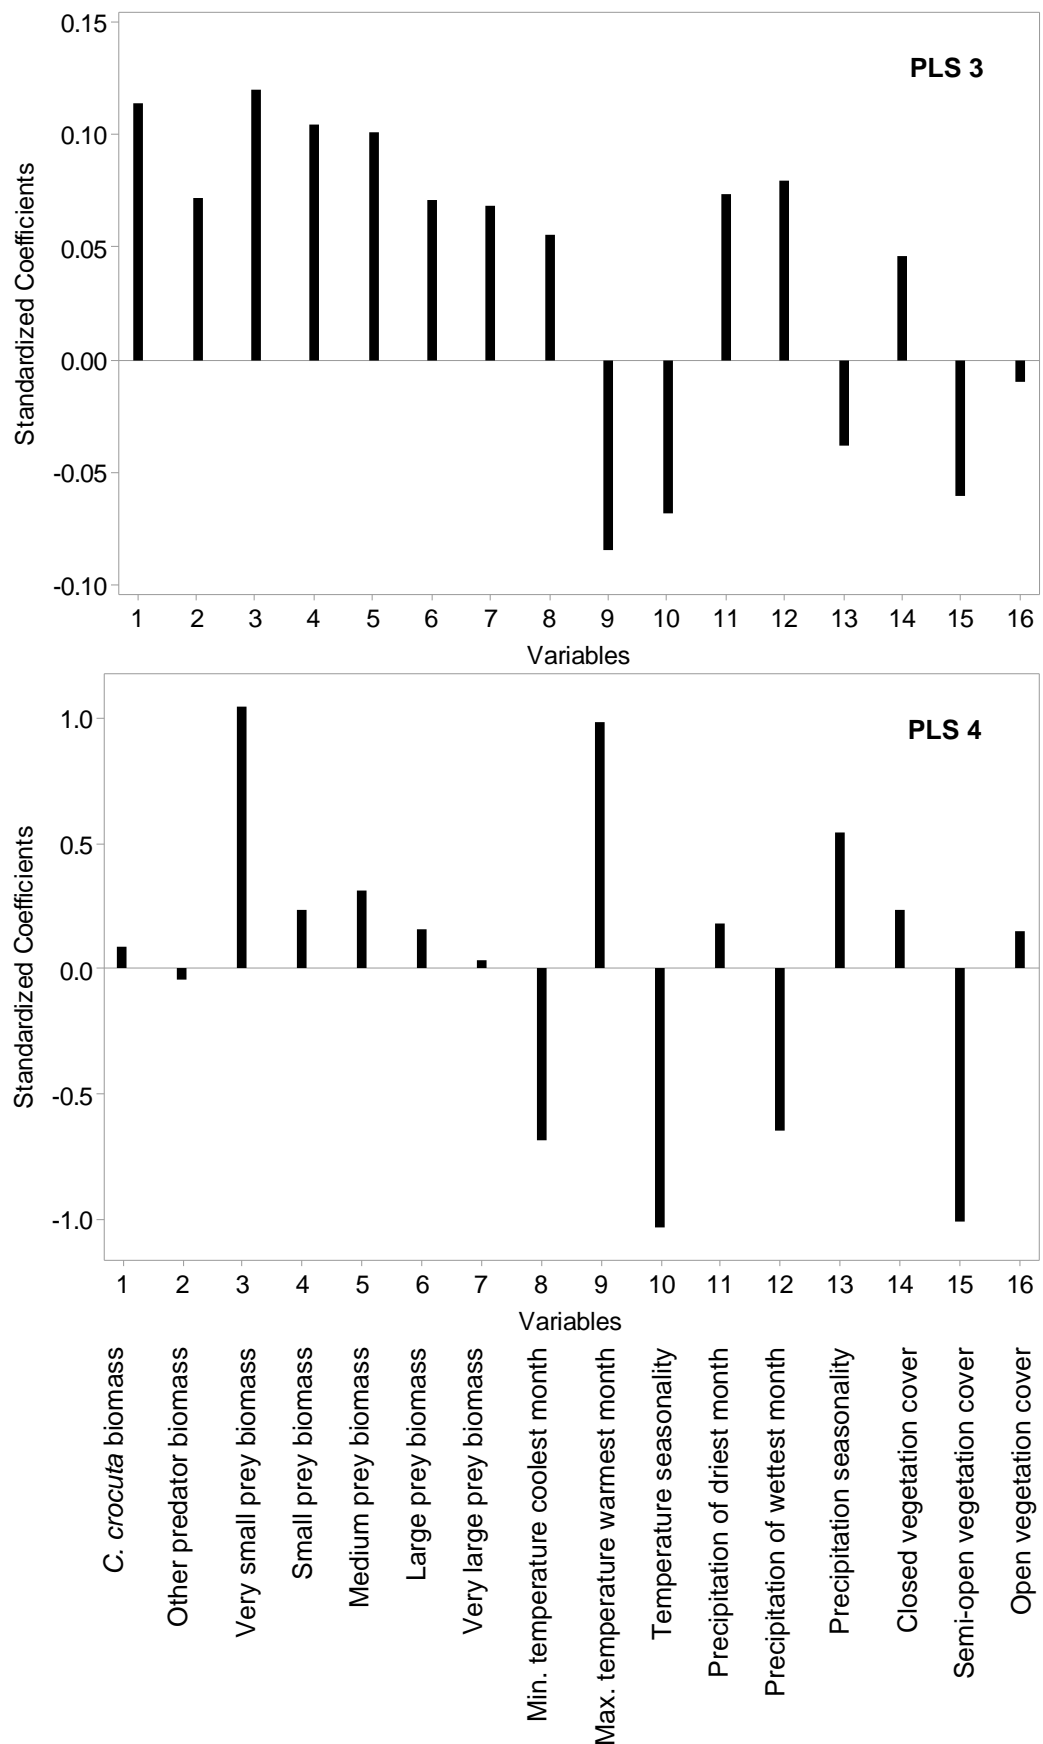 0.15
PLS 3
0.10
0.05
0.00
-0.05
-0.10
Standardized Coefficients
1 2 3 4 5 6 7 8 9 10 11 12 13 14 15 16
Variables
1.0
PLS 4
0.5
0.0
-0.5
-1.0
Standardized Coefficients
1 2 3 4 5 6 7 8 9 10 11 12 13 14 15 16
Variables
C. crocuta biomass
Other predator biomass
Very small prey biomass
Small prey biomass
Medium prey biomass
Large prey biomass
Very large prey biomass
Min. temperature coolest month
Max. temperature warmest month
Temperature seasonality
Precipitation of driest month
Precipitation of wettest month
Precipitation seasonality
Closed vegetation cover
Semi-open vegetation cover
Open vegetation cover